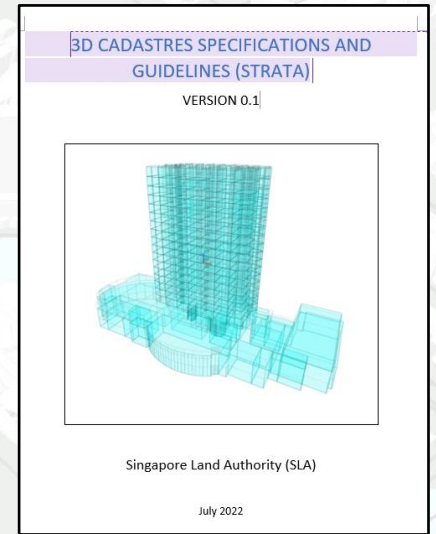 3D CADASTRES SPECIFICATIONS AND
GUIDELINES (STRATA)
VERSION 0.1
Singapore Land Authority (SLA)
July 2022